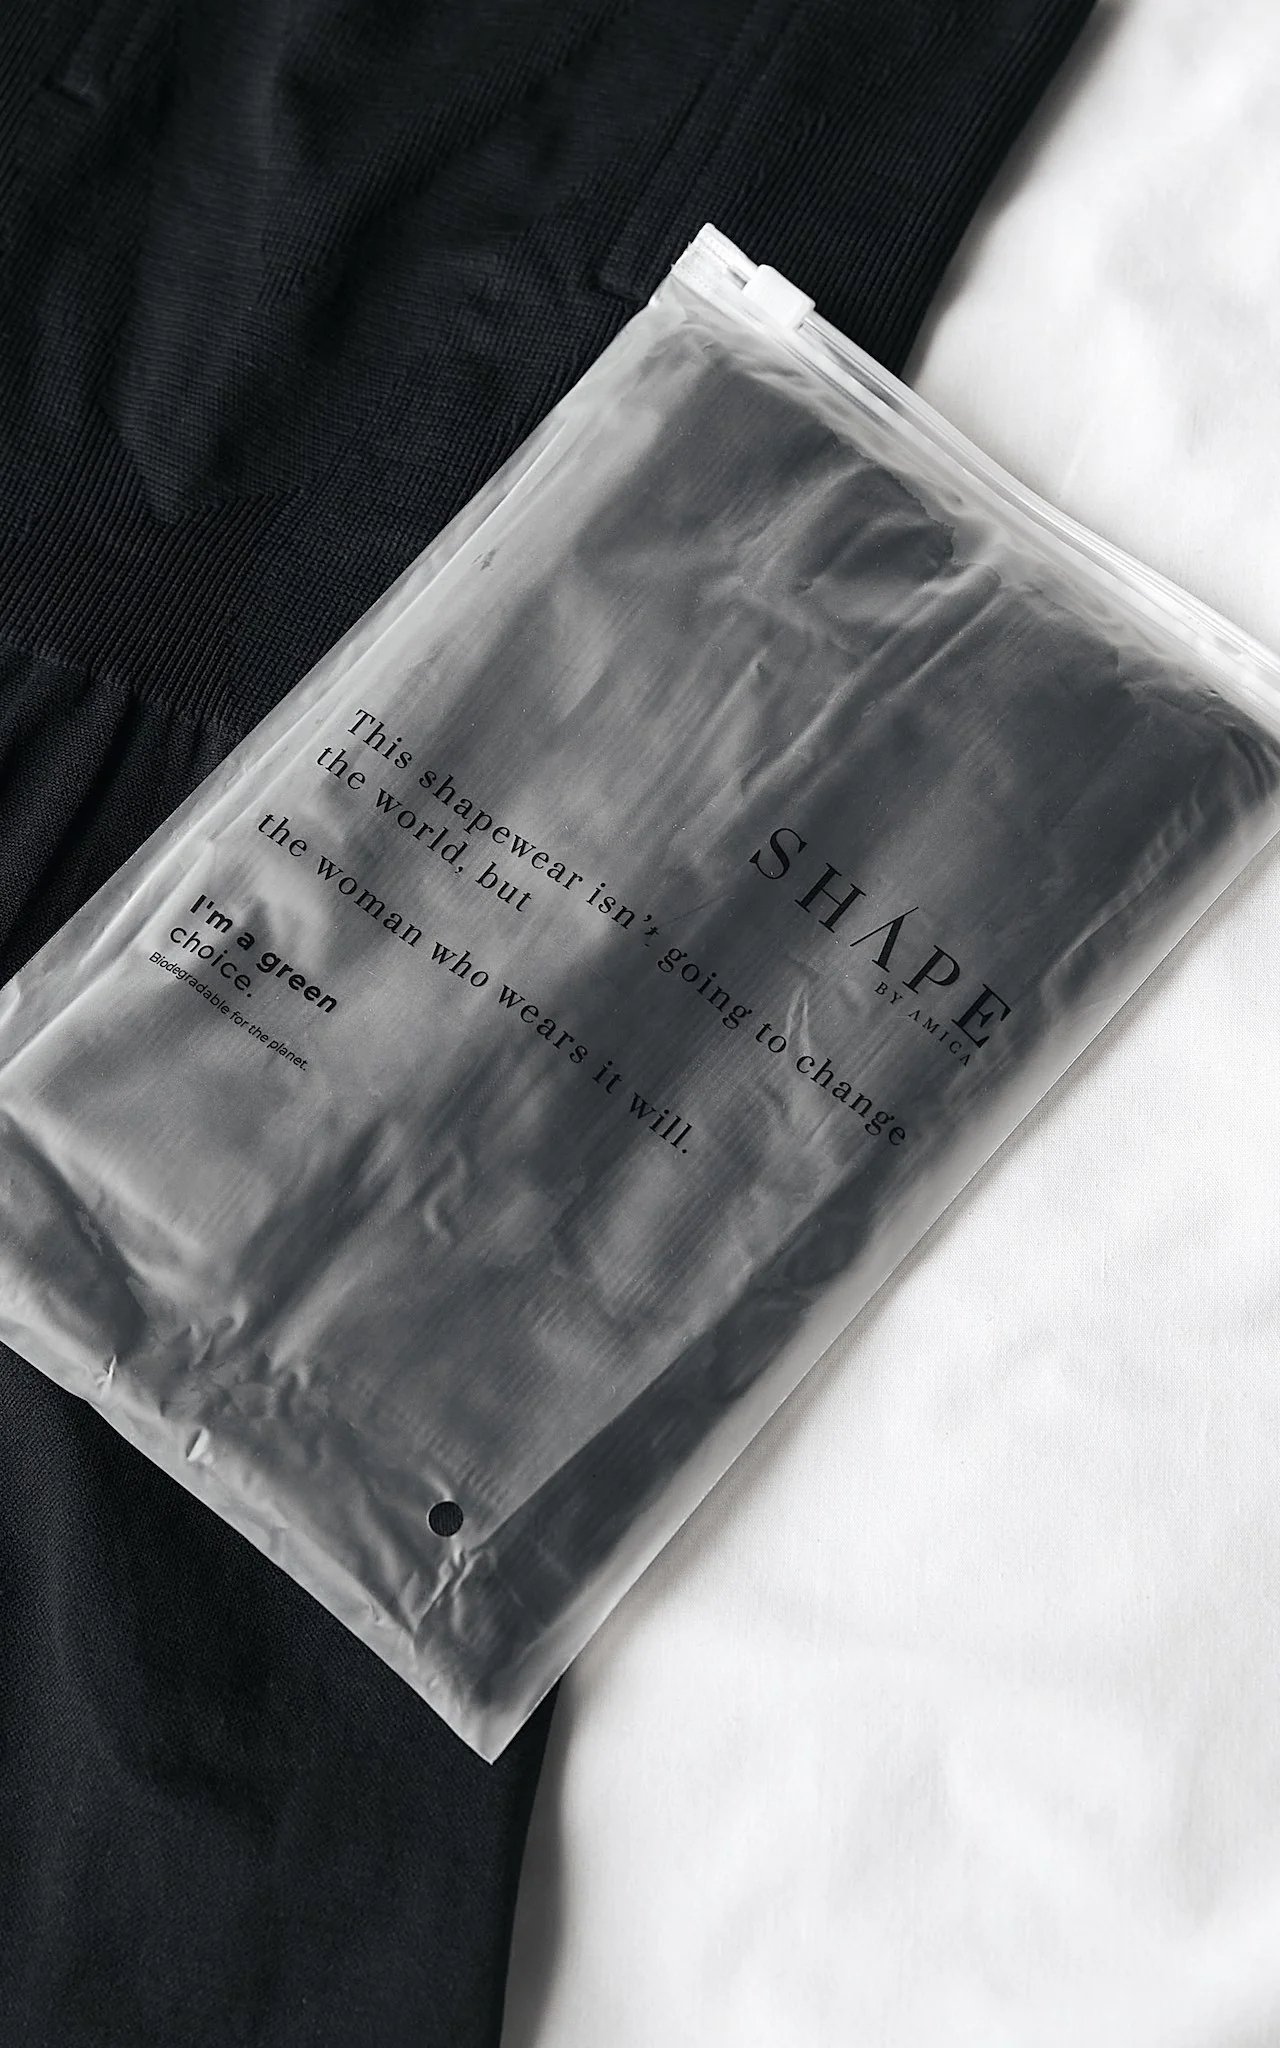 SHAPE
BY AMICA
This shapewear isn't going to change
the world, but
the woman who wears it will.
I'm a green
choice.
Biodegradable for the planet.